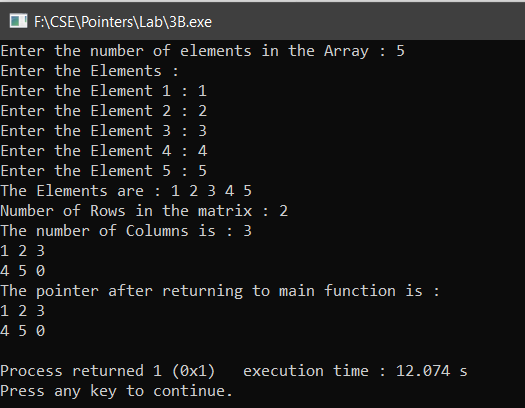 F:\CSE\Pointers\Lab\3B.exe
Enter the number of elements in the Array : 5
Enter the Elements :
Enter the Element 1 : 1
Enter the Element 2 : 2
Enter the Element 3 : 3
Enter the Element 4 : 4
Enter the Element 5 : 5
The Elements are : 1 2 3 4 5
Number of Rows in the matrix : 2
The number of Columns is : 3
1 2 3
4 5 0
The pointer after returning to main function is :
1 2 3
4 5 0
Process returned 1 (0x1)   execution time : 12.074 s
Press any key to continue.